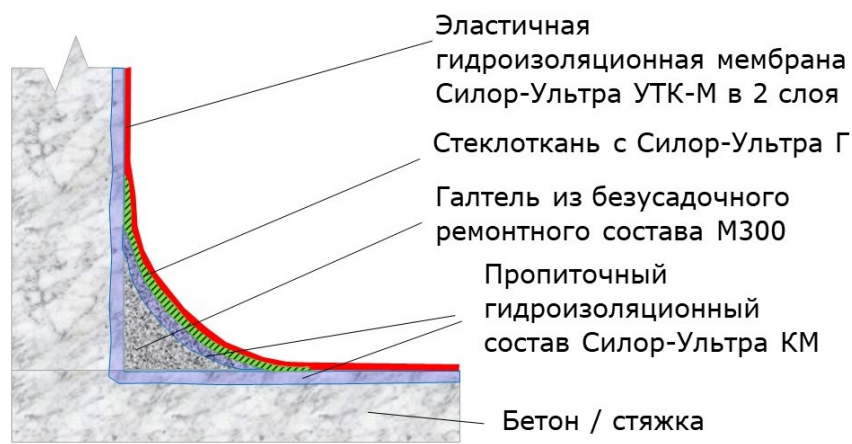 Эластичная
гидроизоляционная мембрана
Силор-Ультра УТК-М в 2 слоя
Стеклоткань с Силор-Ультра Г
Галтель из безусадочного
ремонтного состава М300
Пропиточный
гидроизоляционный
состав Силор-Ультра КМ
Бетон / стяжка